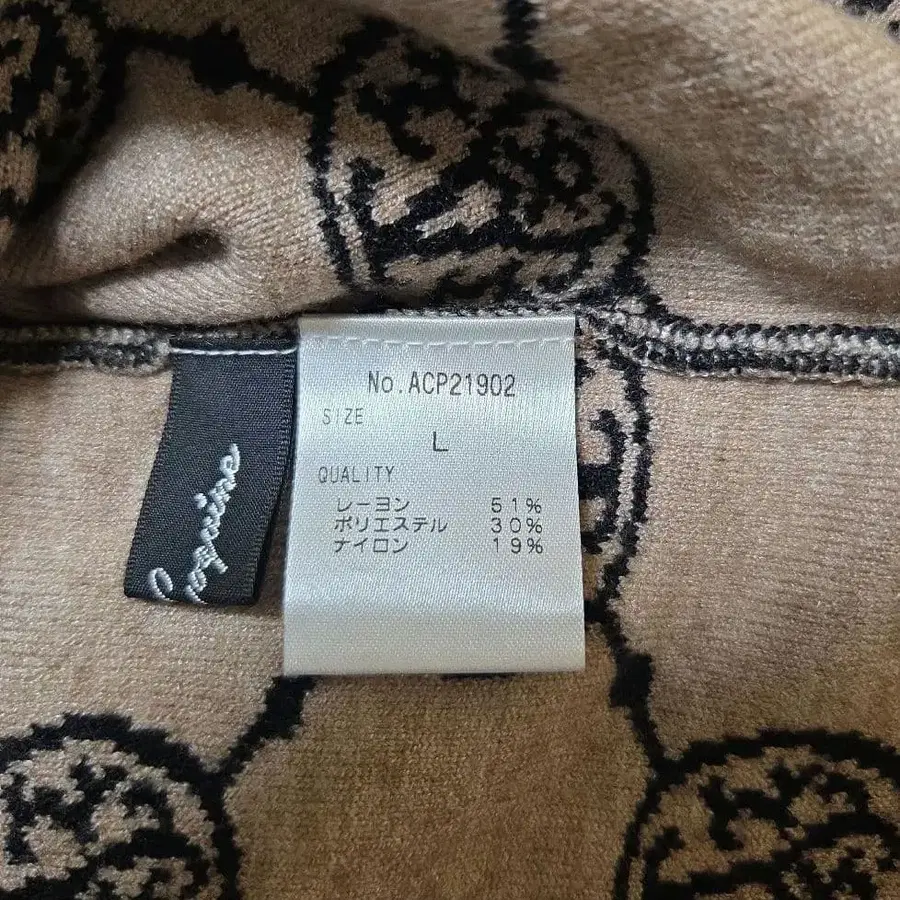 No.ACP21902
SIZE
L
QUALITY
レーヨン 51%
ポリエステル 30%
ナイロン 19%